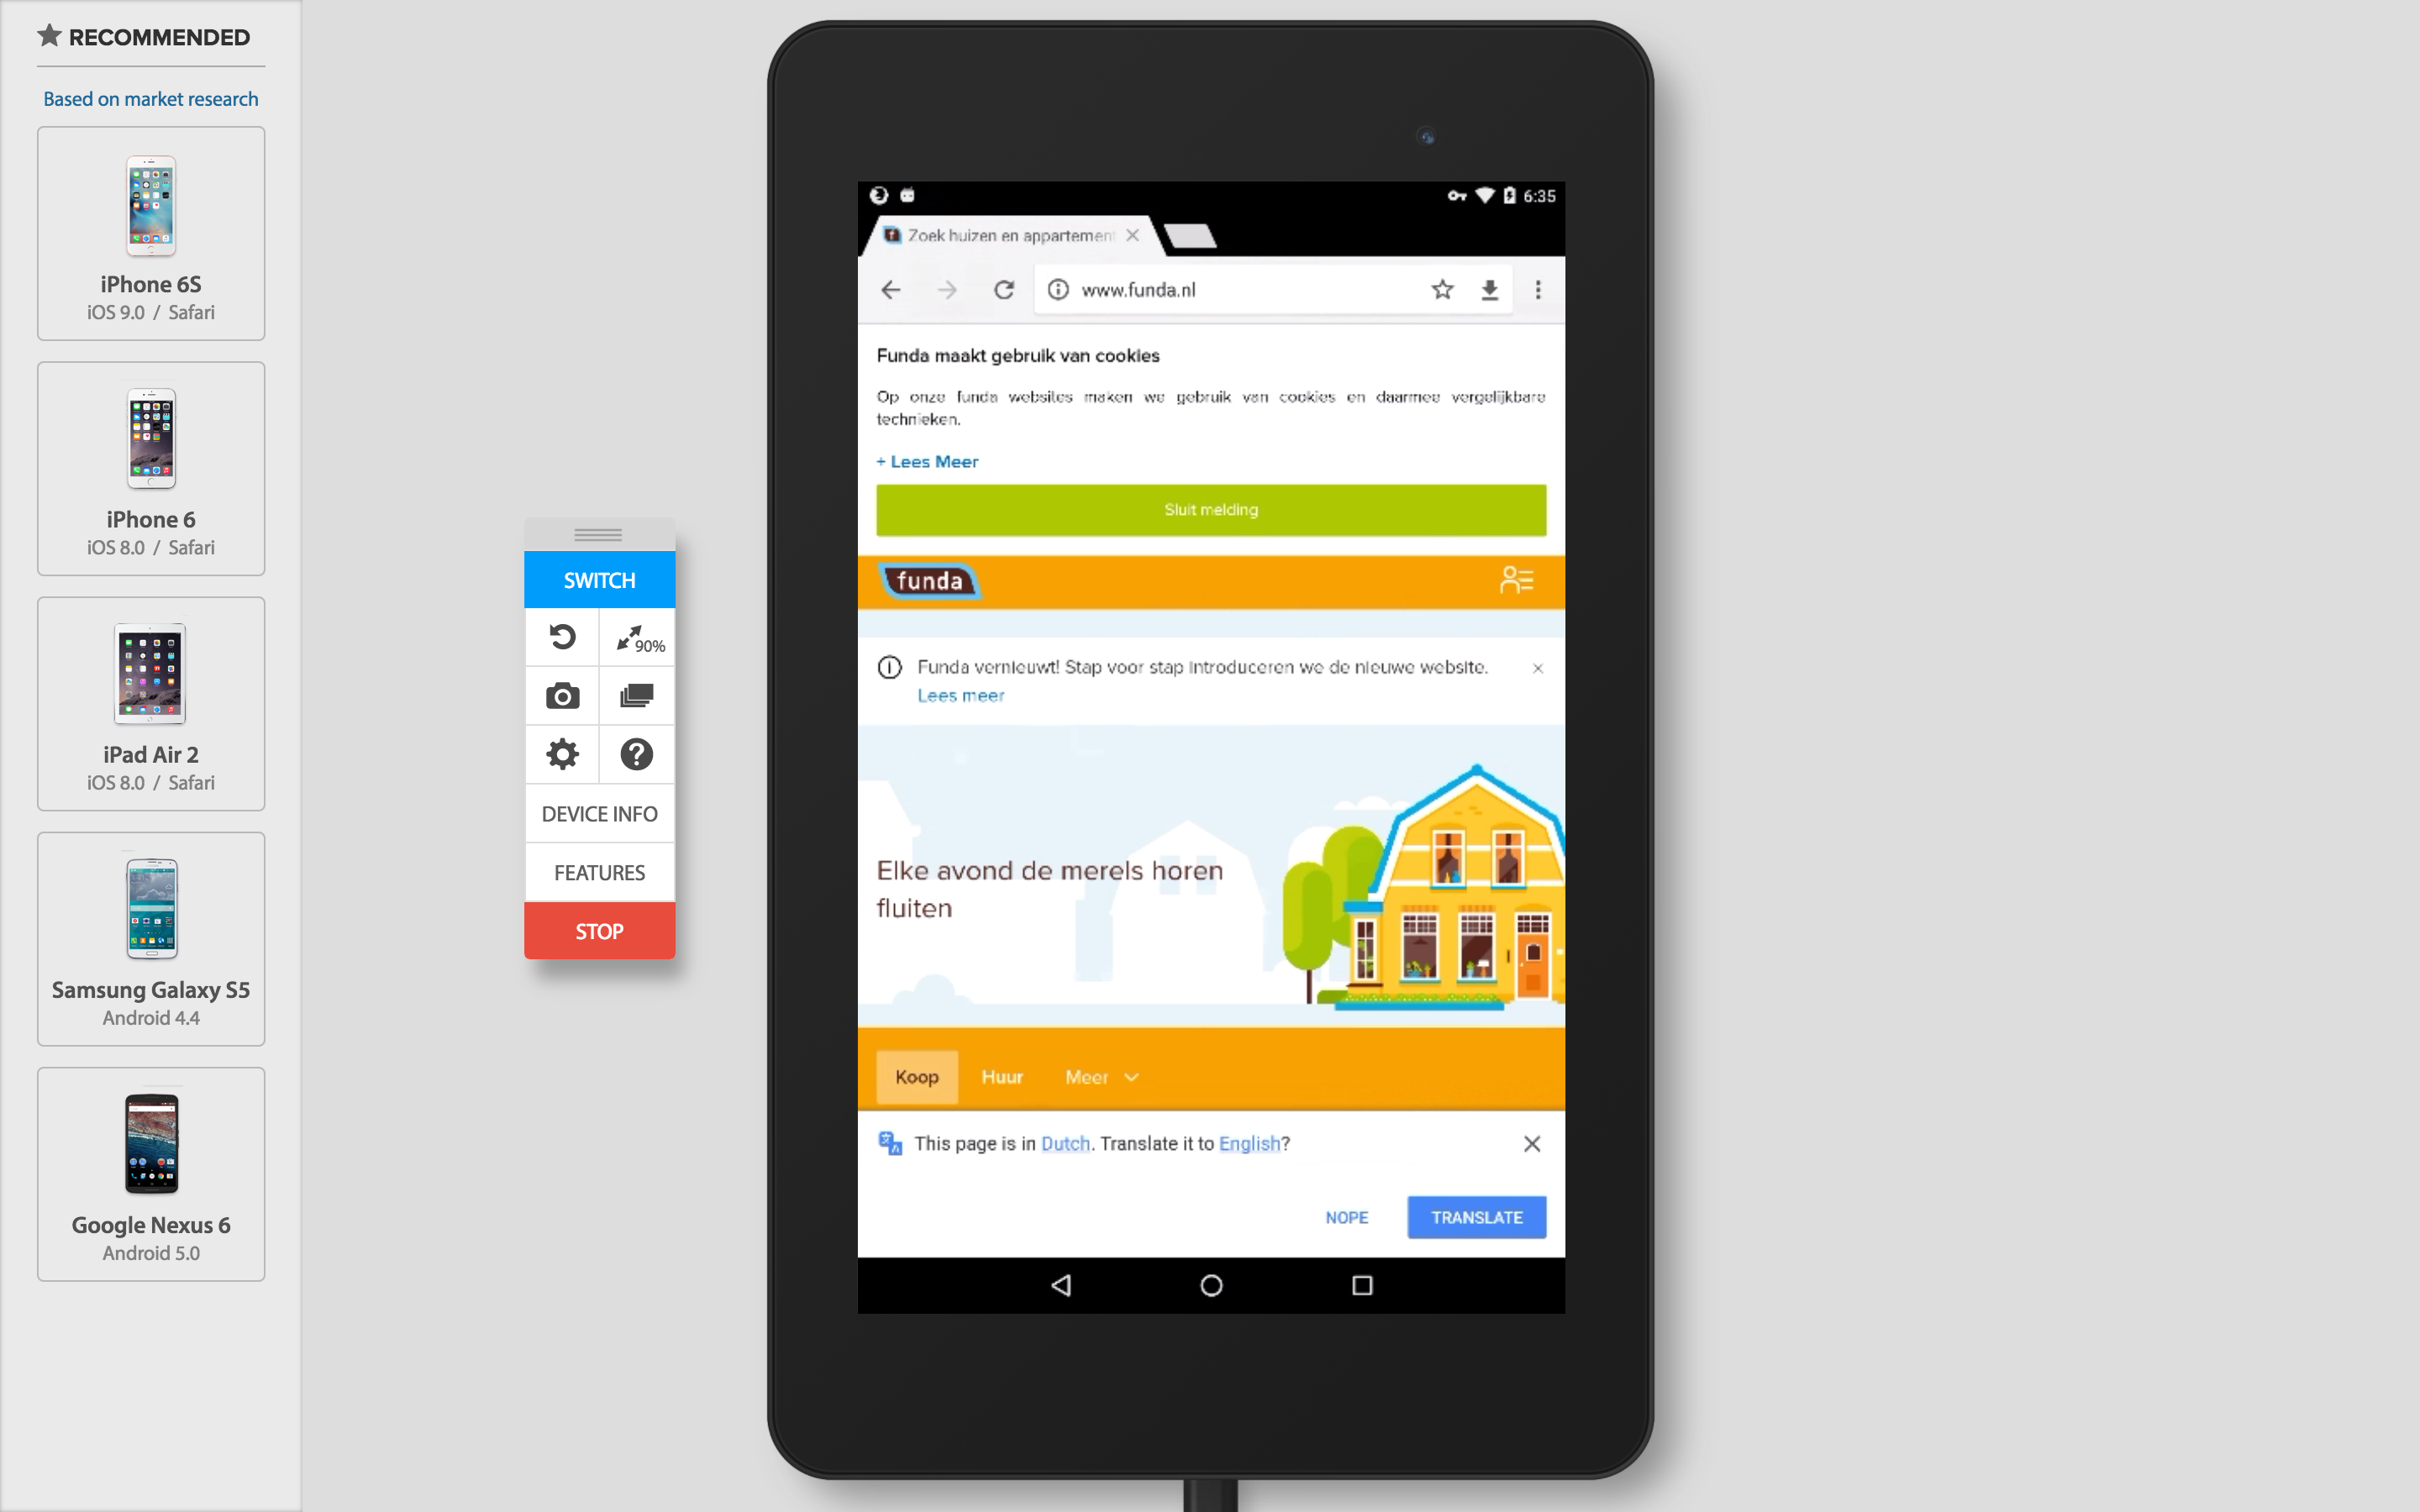 RECOMMENDED
Based on market research
iPhone 6S
iOS 9.0 / Safari
iPhone 6
iOS 8.0 / Safari
iPad Air 2
iOS 8.0 / Safari
Samsung Galaxy S5
Android 4.4
Google Nexus 6
Android 5.0
SWITCH
90%
DEVICE INFO
FEATURES
STOP
6:35
Zoek huizen en appartement
www.funda.nl
Funda maakt gebruik van cookies
Op onze funda websites maken we gebruik van cookies en daarmee vergelijkbare
technieken.
+ Lees Meer
Sluit melding
funda
Funda vernieuwt! Stap voor stap introduceren we de nieuwe website.
Lees meer
Elke avond de merels horen
fluiten
Koop Huur Meer
This page is in Dutch. Translate it to English?
NOPE TRANSLATE